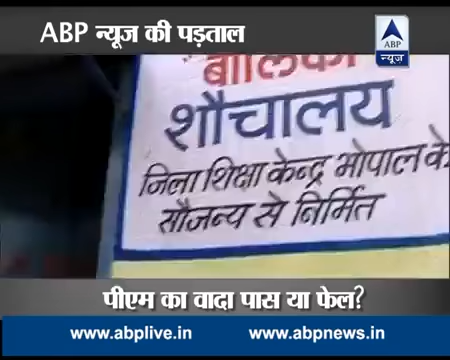 ABP न्यूज की पड़ताल
ABP
न्यूज
बालिका
शौचालय
जिला शिक्षा केन्द्र भोपाल के
सौजन्य से निर्मित
पीएम का वादा पास या फेल?
www.abplive.in
www.abpnews.in